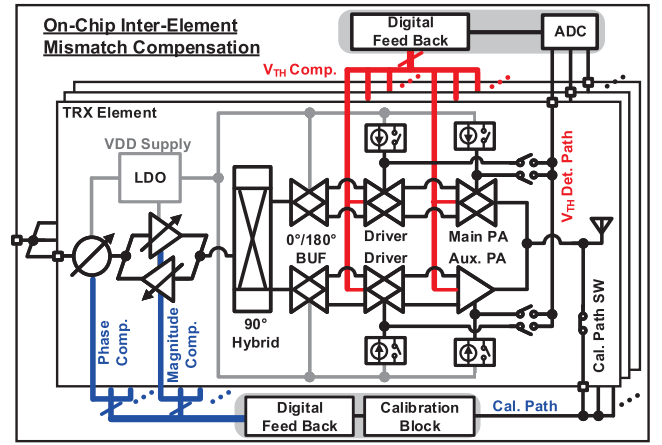 On-Chip Inter-Element
Mismatch Compensation
Digital
Feed Back
ADC
VTH Comp.
TRX Element
VDD Supply
LDO
VTH Det. Path
0°/180°
BUF
Driver
Driver
Main PA
Aux. PA
90°
Hybrid
Phase
Comp.
Magnitude
Comp.
Cal. Path SW
Digital
Feed Back
Calibration
Block
Cal. Path